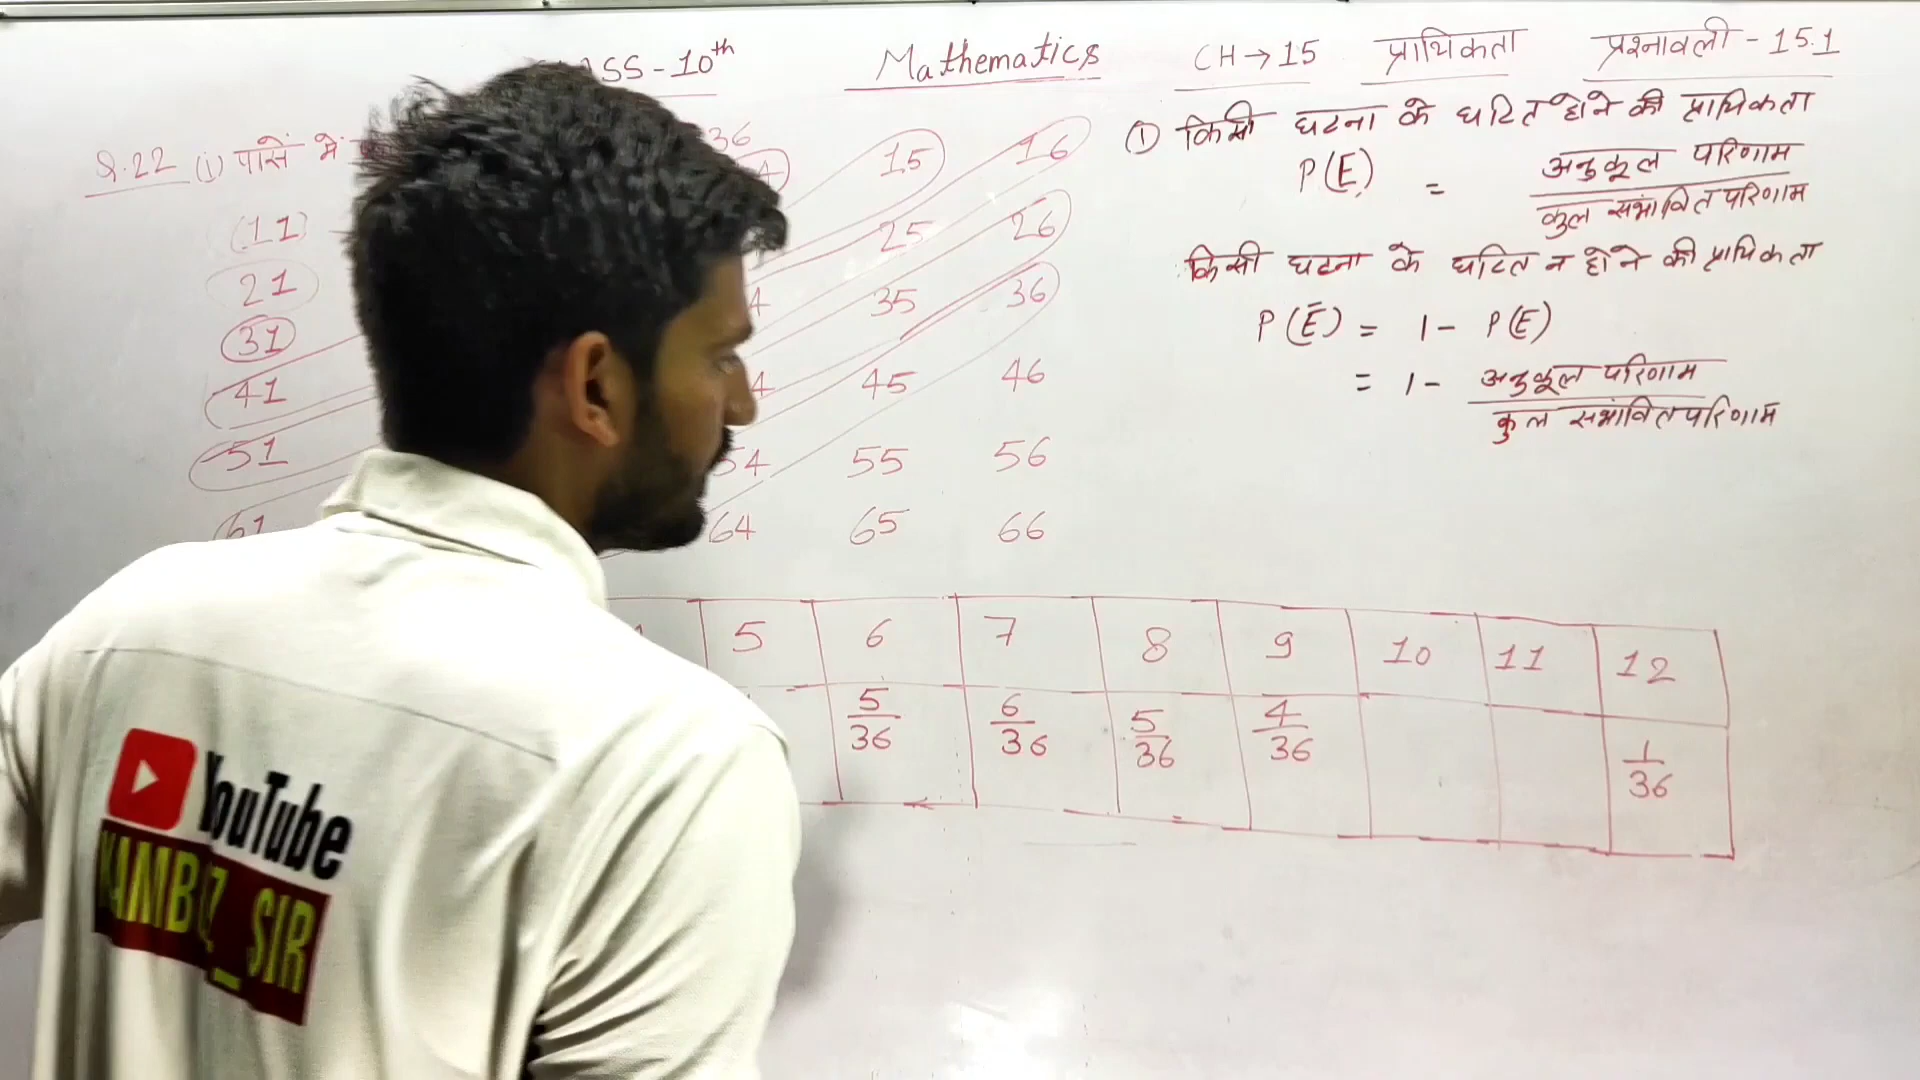 ASS - 10th Mathematics CH → 15 प्रायिकता प्रश्नावली - 15.1
Q.22 (i) पासे मे 36
(11) 15 16
21 25 26
31 35 36
41 45 46
51 54 55 56
61 64 65 66
① किसी घटना के घटित होने की प्रायिकता
P(E) = अनुकूल परिणाम
कुल सभांवित परिणाम
किसी घटना के घटित न होने की प्रायिकता
P(Ē) = 1 - P(E)
= 1 - अनुकूल परिणाम
कुल सभांवित परिणाम
5 6 7 8 9 10 11 12
5/36 6/36 5/36 4/36 1/36
YouTube
SIR